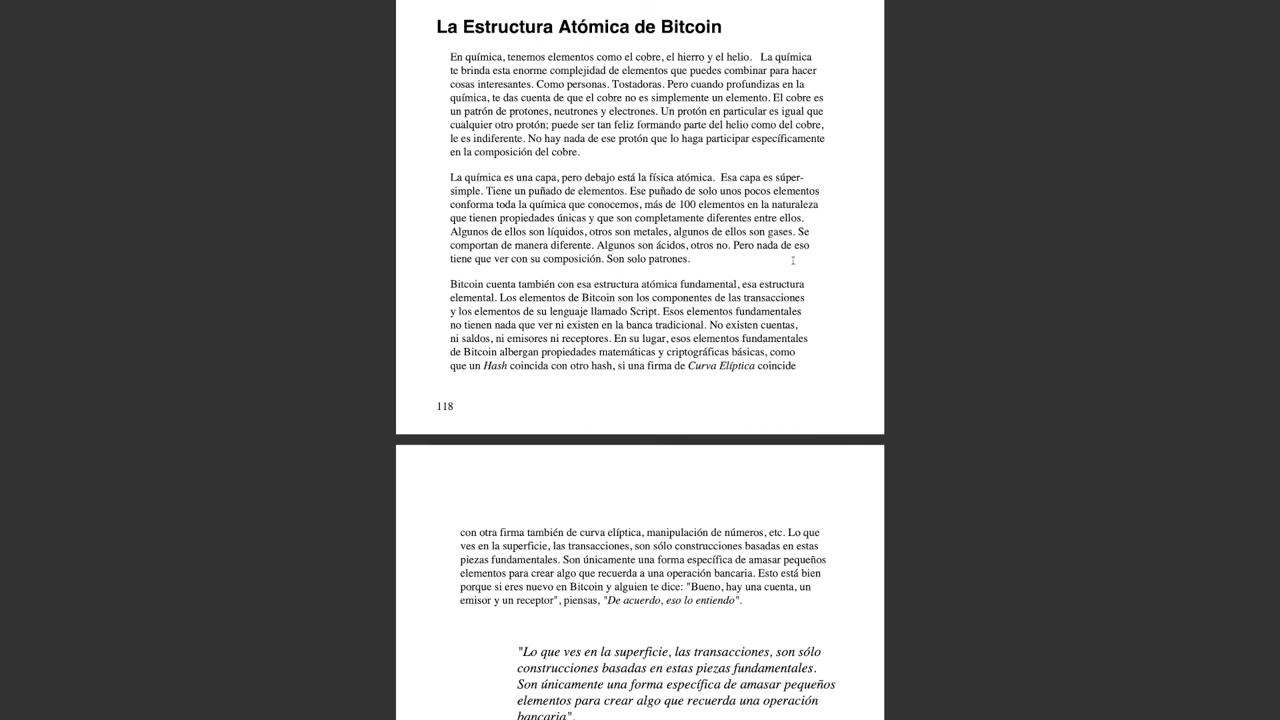 La Estructura Atómica de Bitcoin
En química, tenemos elementos como el cobre, el hierro y el helio. La química
te brinda esta enorme complejidad de elementos que puedes combinar para hacer
cosas interesantes. Como personas. Tostadoras. Pero cuando profundizas en la
química, te das cuenta de que el cobre no es simplemente un elemento. El cobre es
un patrón de protones, neutrones y electrones. Un protón en particular es igual que
cualquier otro protón; puede ser tan feliz formando parte del helio como del cobre,
le es indiferente. No hay nada de ese protón que lo haga participar específicamente
en la composición del cobre.
La química es una capa, pero debajo está la física atómica. Esa capa es súper-
simple. Tiene un puñado de elementos. Ese puñado de solo unos pocos elementos
conforma toda la química que conocemos, más de 100 elementos en la naturaleza
que tienen propiedades únicas y que son completamente diferentes entre ellos.
Algunos de ellos son líquidos, otros son metales, algunos de ellos son gases. Se
comportan de manera diferente. Algunos son ácidos, otros no. Pero nada de eso
tiene que ver con su composición. Son solo patrones.
Bitcoin cuenta también con esa estructura atómica fundamental, esa estructura
elemental. Los elementos de Bitcoin son los componentes de las transacciones
y los elementos de su lenguaje llamado Script. Esos elementos fundamentales
no tienen nada que ver ni existen en la banca tradicional. No existen cuentas,
ni saldos, ni emisores ni receptores. En su lugar, esos elementos fundamentales
de Bitcoin albergan propiedades matemáticas y criptográficas básicas, como
que un Hash coincida con otro hash, si una firma de Curva Elíptica coincide
118
con otra firma también de curva elíptica, manipulación de números, etc. Lo que
ves en la superficie, las transacciones, son sólo construcciones basadas en estas
piezas fundamentales. Son únicamente una forma específica de amasar pequeños
elementos para crear algo que recuerda a una operación bancaria. Esto está bien
porque si eres nuevo en Bitcoin y alguien te dice: "Bueno, hay una cuenta, un
emisor y un receptor", piensas, "De acuerdo, eso lo entiendo".
"Lo que ves en la superficie, las transacciones, son sólo
construcciones basadas en estas piezas fundamentales.
Son únicamente una forma específica de amasar pequeños
elementos para crear algo que recuerda una operación
bancaria".